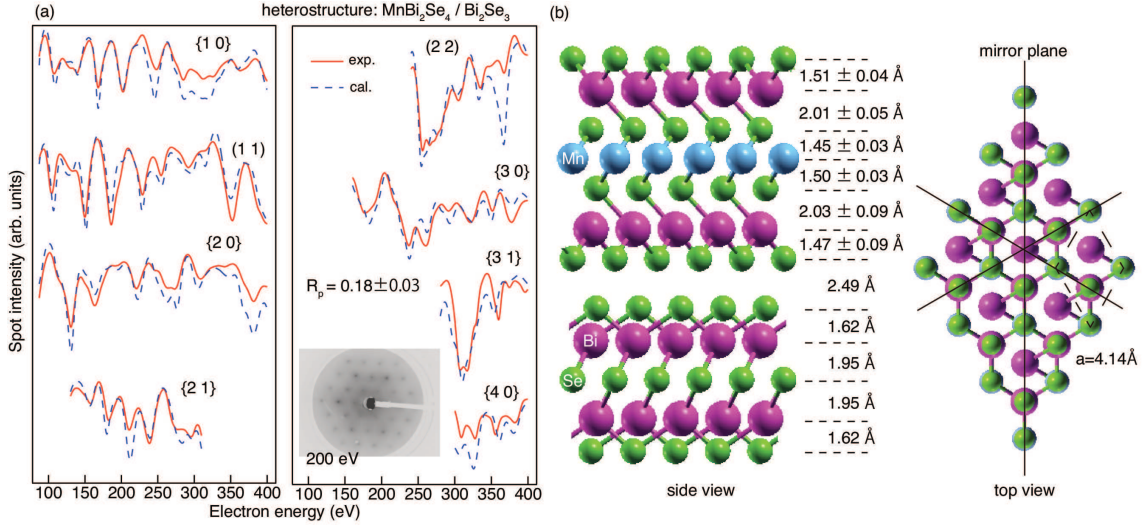 (a)
heterostructure: MnBi₂Se₄ / Bi₂Se₃
(b)
{1 0}
(1 1)
{2 0}
{2 1}
(2 2)
exp.
cal.
{3 0}
{3 1}
Rₚ = 0.18±0.03
{4 0}
200 eV
Spot intensity (arb. units)
100 150 200 250 300 350 400
100 150 200 250 300 350 400
Electron energy (eV)
1.51 ± 0.04 Å
2.01 ± 0.05 Å
1.45 ± 0.03 Å
1.50 ± 0.03 Å
2.03 ± 0.09 Å
1.47 ± 0.09 Å
2.49 Å
1.62 Å
1.95 Å
1.95 Å
1.62 Å
Mn
Bi
Se
side view
mirror plane
a=4.14Å
top view